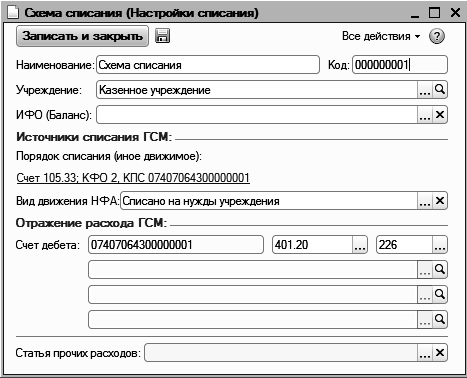 Схема списания (Настройки списания)
Записать и закрыть Все действия
Наименование: Схема списания Код: 000000001
Учреждение: Казенное учреждение
ИФО (Баланс):
Источники списания ГСМ:
Порядок списания (иное движимое):
Счет 105.33; КФО 2, КПС 07407064300000001
Вид движения НФА: Списано на нужды учреждения
Отражение расхода ГСМ:
Счет дебета: 07407064300000001 401.20 226
Статья прочих расходов: